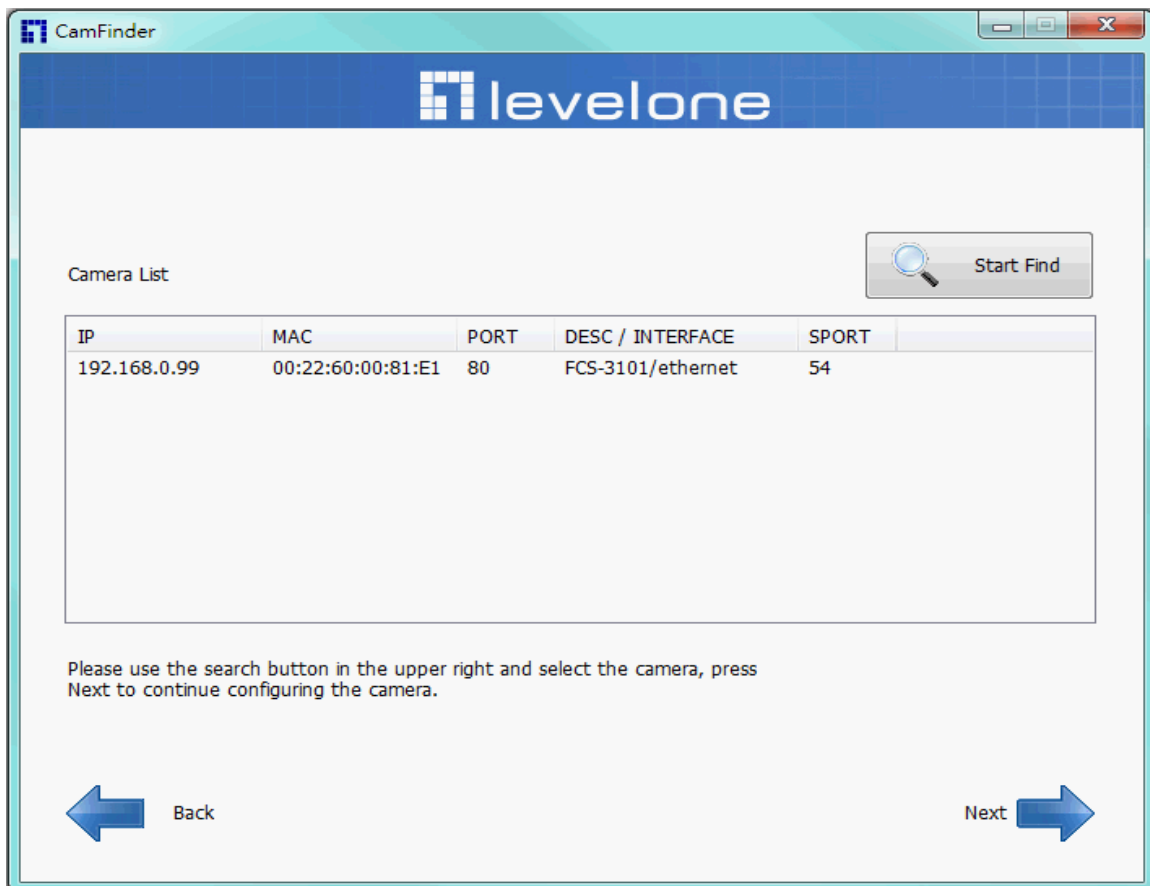 CamFinder
levelone
Start Find
Camera List
IP MAC PORT DESC / INTERFACE SPORT
192.168.0.99 00:22:60:00:81:E1 80 FCS-3101/ethernet 54
Please use the search button in the upper right and select the camera, press
Next to continue configuring the camera.
Back Next